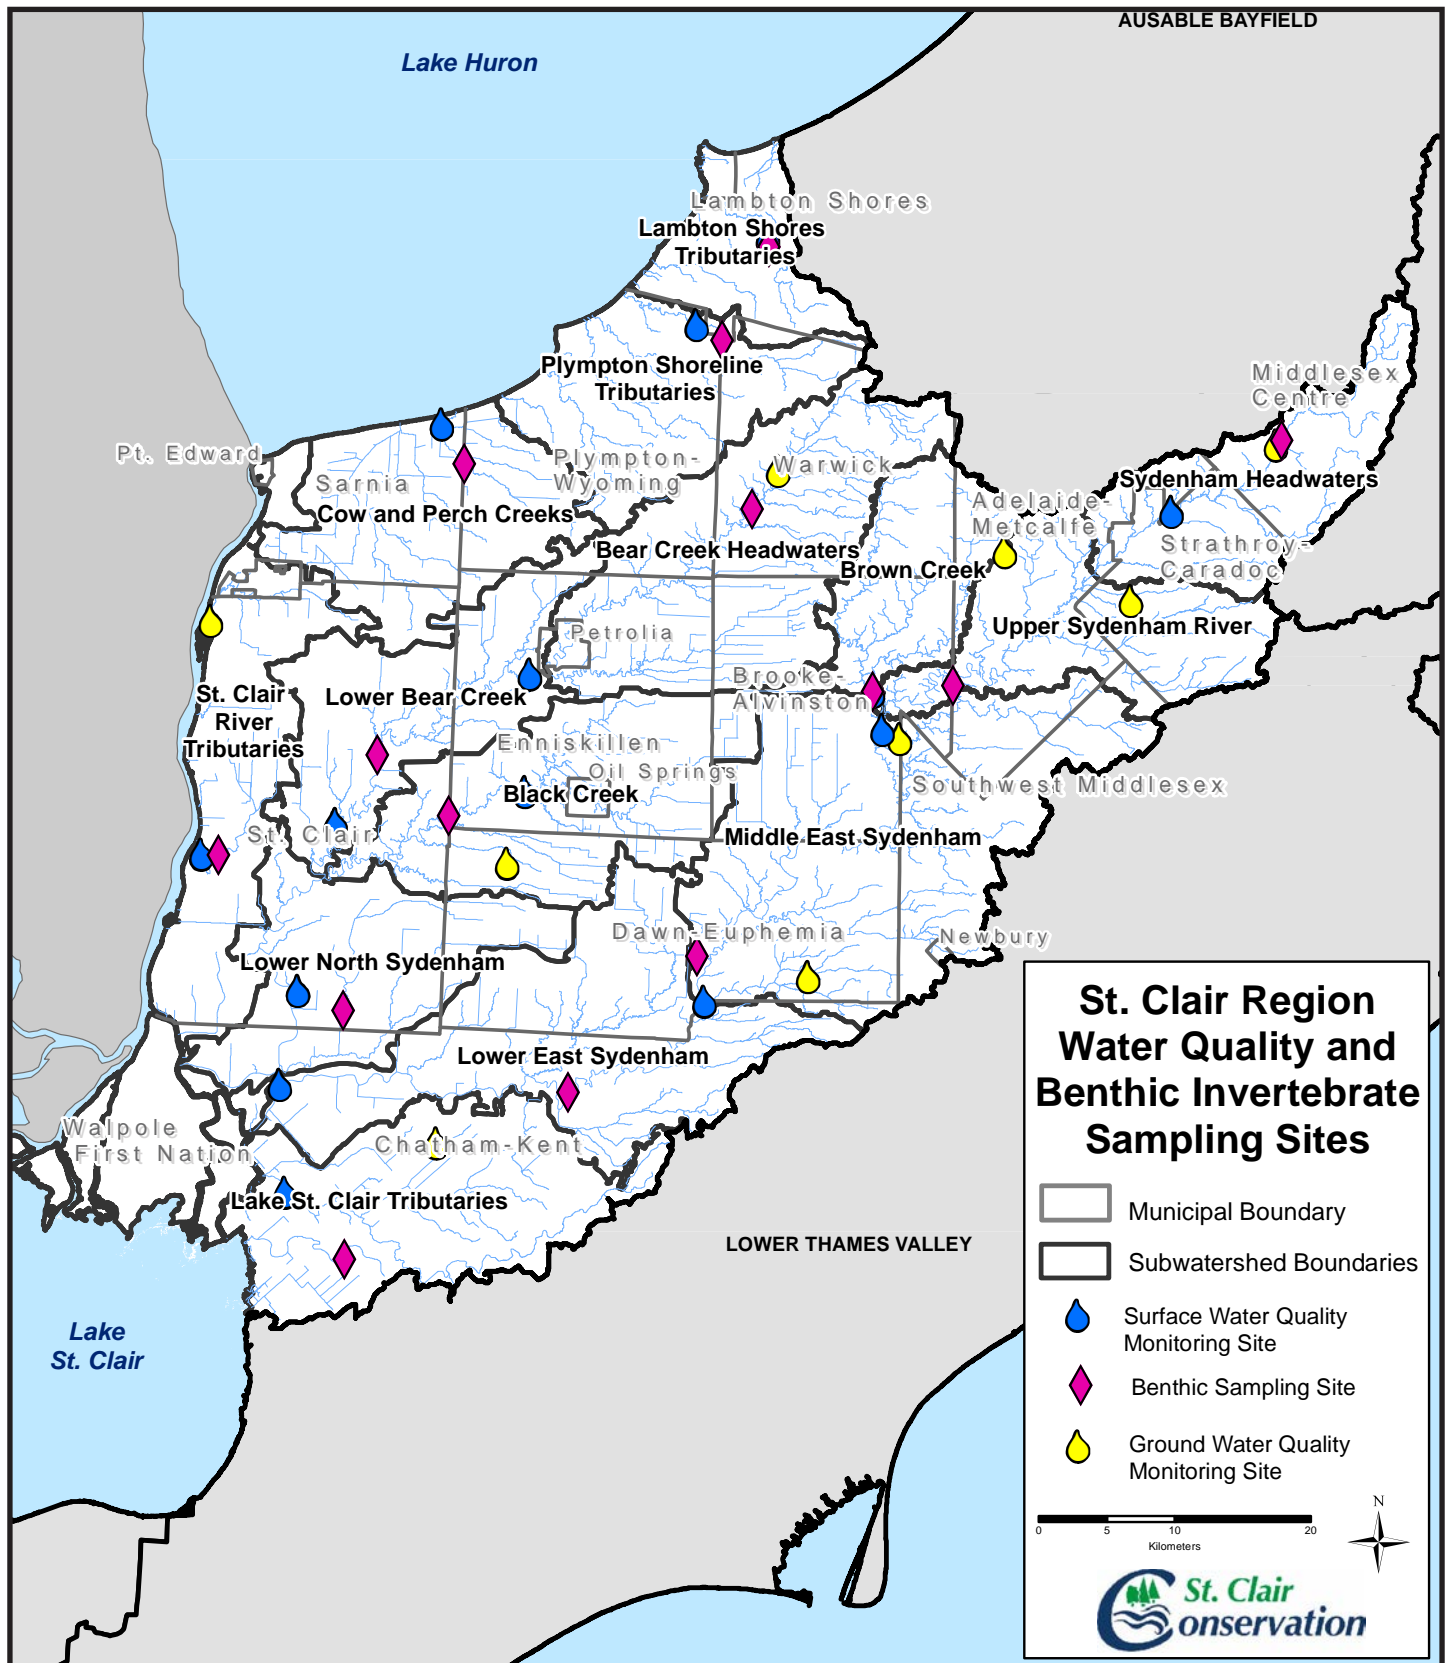 AUSABLE BAYFIELD
Lake Huron
Lambton Shores
Lambton Shores
Tributaries
Plympton Shoreline
Tributaries
Middlesex
Centre
Pt. Edward
Sarnia
Plympton-
Wyoming
Warwick
Cow and Perch Creeks
Sydenham Headwaters
Adelaide-
Metcalfe
Strathroy-
Caradoc
Bear Creek Headwaters
Brown Creek
Upper Sydenham River
Petrolia
St. Clair
River
Tributaries
Lower Bear Creek
Brooke-
Alvinston
Enniskillen
Oil Springs
Black Creek
Southwest Middlesex
St. Clair
Middle East Sydenham
Dawn-Euphemia
Newbury
Lower North Sydenham
Lower East Sydenham
Walpole
First Nation
Chatham-Kent
Lake St. Clair Tributaries
LOWER THAMES VALLEY
Lake
St. Clair
St. Clair Region
Water Quality and
Benthic Invertebrate
Sampling Sites
Municipal Boundary
Subwatershed Boundaries
Surface Water Quality
Monitoring Site
Benthic Sampling Site
Ground Water Quality
Monitoring Site
N
0 5 10 20
Kilometers
St. Clair
Conservation